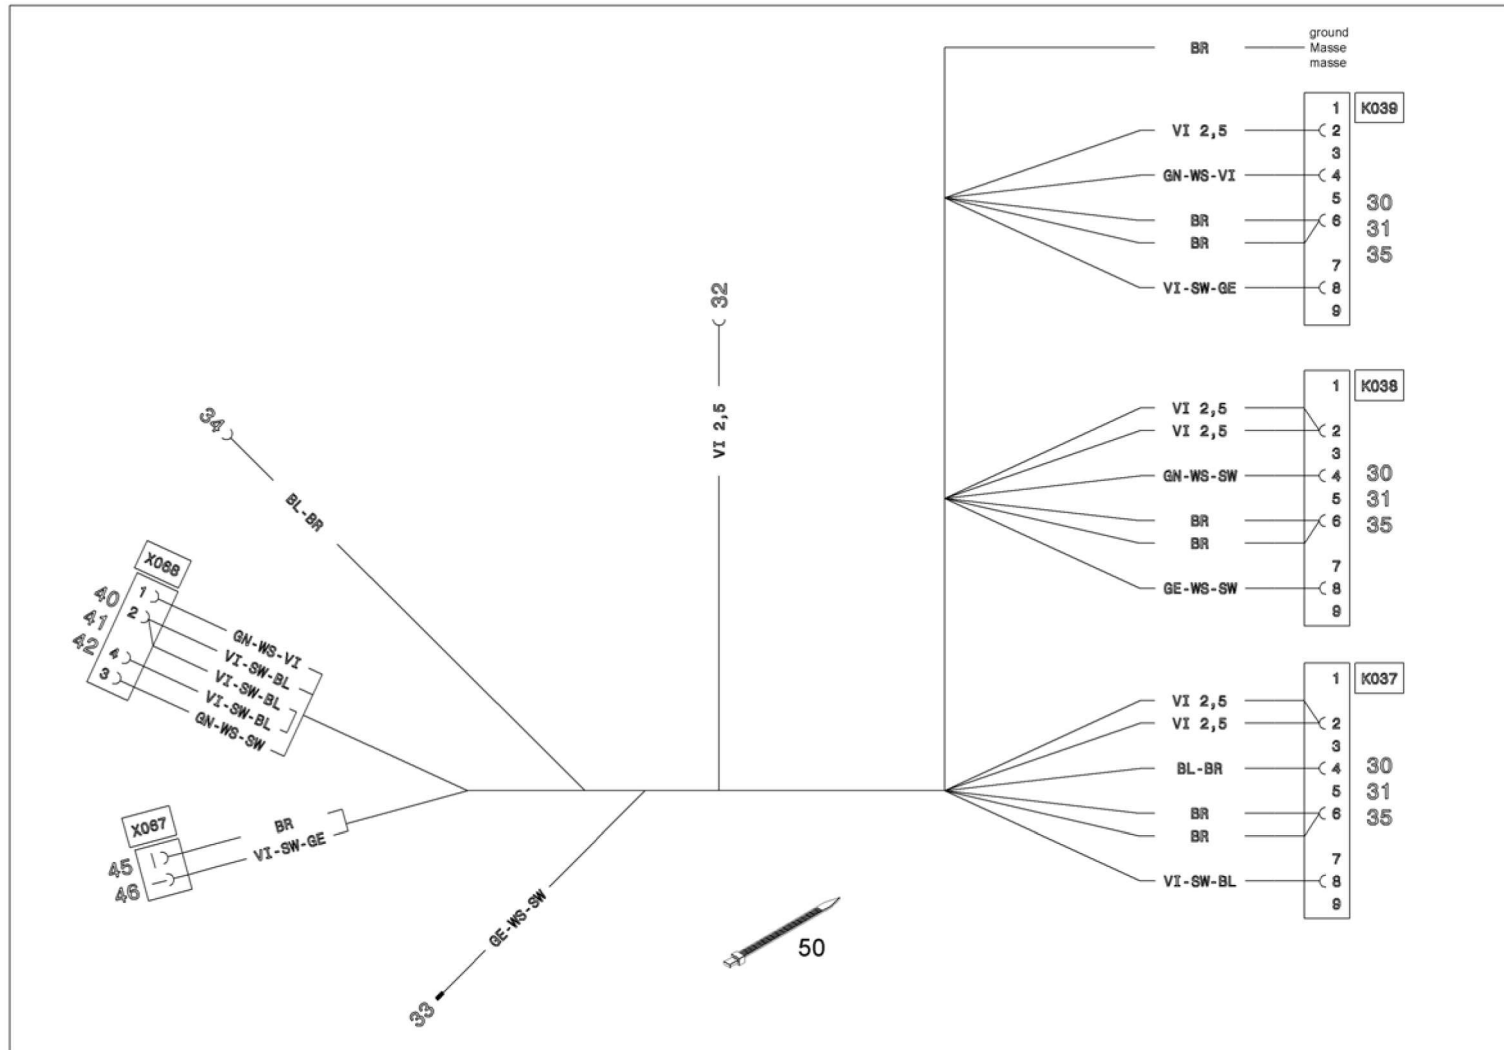 BR
ground
Masse
masse
K039
1
VI 2,5
2
3
GN-WS-VI
4
5
BR
6
BR
7
VI-SW-GE
8
9
30
31
35
K038
1
VI 2,5
VI 2,5
2
3
GN-WS-SW
4
5
BR
6
BR
7
GE-WS-SW
8
9
30
31
35
K037
1
VI 2,5
VI 2,5
2
3
BL-BR
4
5
BR
6
BR
7
VI-SW-BL
8
9
30
31
35
32
VI 2,5
34
BL-BR
X068
40
41
42
1
2
4
3
GN-WS-VI
VI-SW-BL
VI-SW-BL
VI-SW-BL
GN-WS-SW
X067
45
46
BR
VI-SW-GE
GE-WS-SW
33
50